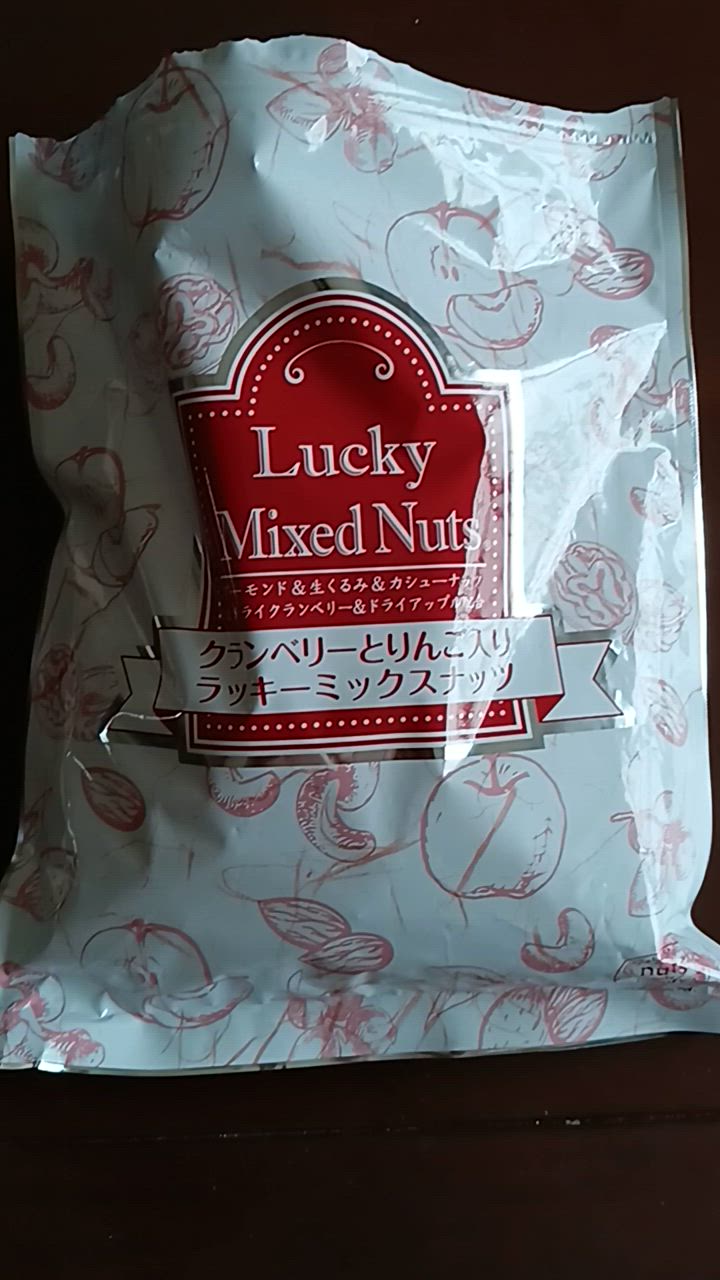 Lucky
Mixed Nuts
ーモンド&生くるみ&カシューナッツ
ライクランベリー&ドライアップル
クランベリーとりんご入り
ラッキーミックスナッツ
nuts